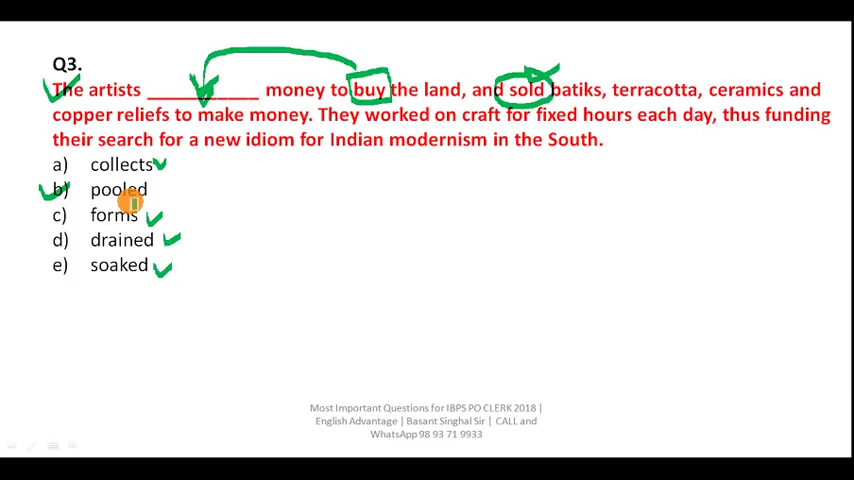 Q3.
The artists ___________ money to buy the land, and sold batiks, terracotta, ceramics and
copper reliefs to make money. They worked on craft for fixed hours each day, thus funding
their search for a new idiom for Indian modernism in the South.
a) collects
b) pooled
c) forms
d) drained
e) soaked
Most Important Questions for IBPS PO CLERK 2018 |
English Advantage | Basant Singhal Sir | CALL and
WhatsApp 98 93 71 9933